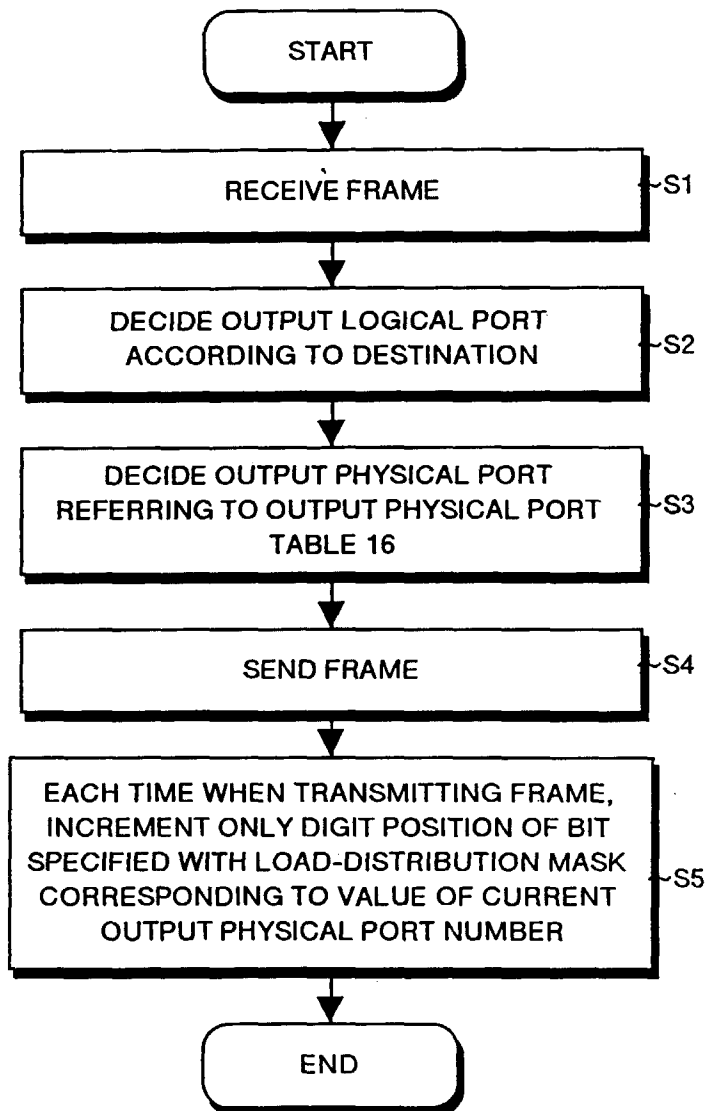 START
RECEIVE FRAME
S1
DECIDE OUTPUT LOGICAL PORT
ACCORDING TO DESTINATION
S2
DECIDE OUTPUT PHYSICAL PORT
REFERRING TO OUTPUT PHYSICAL PORT
TABLE 16
S3
SEND FRAME
S4
EACH TIME WHEN TRANSMITTING FRAME,
INCREMENT ONLY DIGIT POSITION OF BIT
SPECIFIED WITH LOAD-DISTRIBUTION MASK
CORRESPONDING TO VALUE OF CURRENT
OUTPUT PHYSICAL PORT NUMBER
S5
END